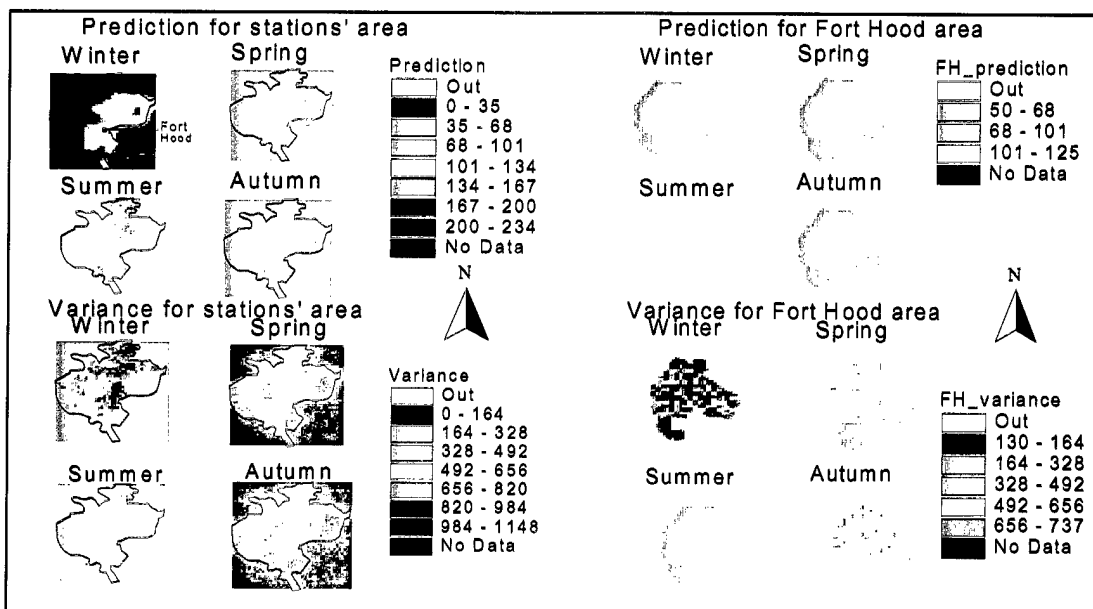 Prediction for stations' area
Winter
Spring
Fort
Hood
Summer
Autumn
Prediction
Out
0 - 35
35 - 68
68 - 101
101 - 134
134 - 167
167 - 200
200 - 234
No Data
N
Variance for stations' area
Winter
Spring
Summer
Autumn
Variance
Out
0 - 164
164 - 328
328 - 492
492 - 656
656 - 820
820 - 984
984 - 1148
No Data
Prediction for Fort Hood area
Winter
Spring
Summer
Autumn
FH_prediction
Out
50 - 68
68 - 101
101 - 125
No Data
N
Variance for Fort Hood area
Winter
Spring
Summer
Autumn
FH_variance
Out
130 - 164
164 - 328
328 - 492
492 - 656
656 - 737
No Data